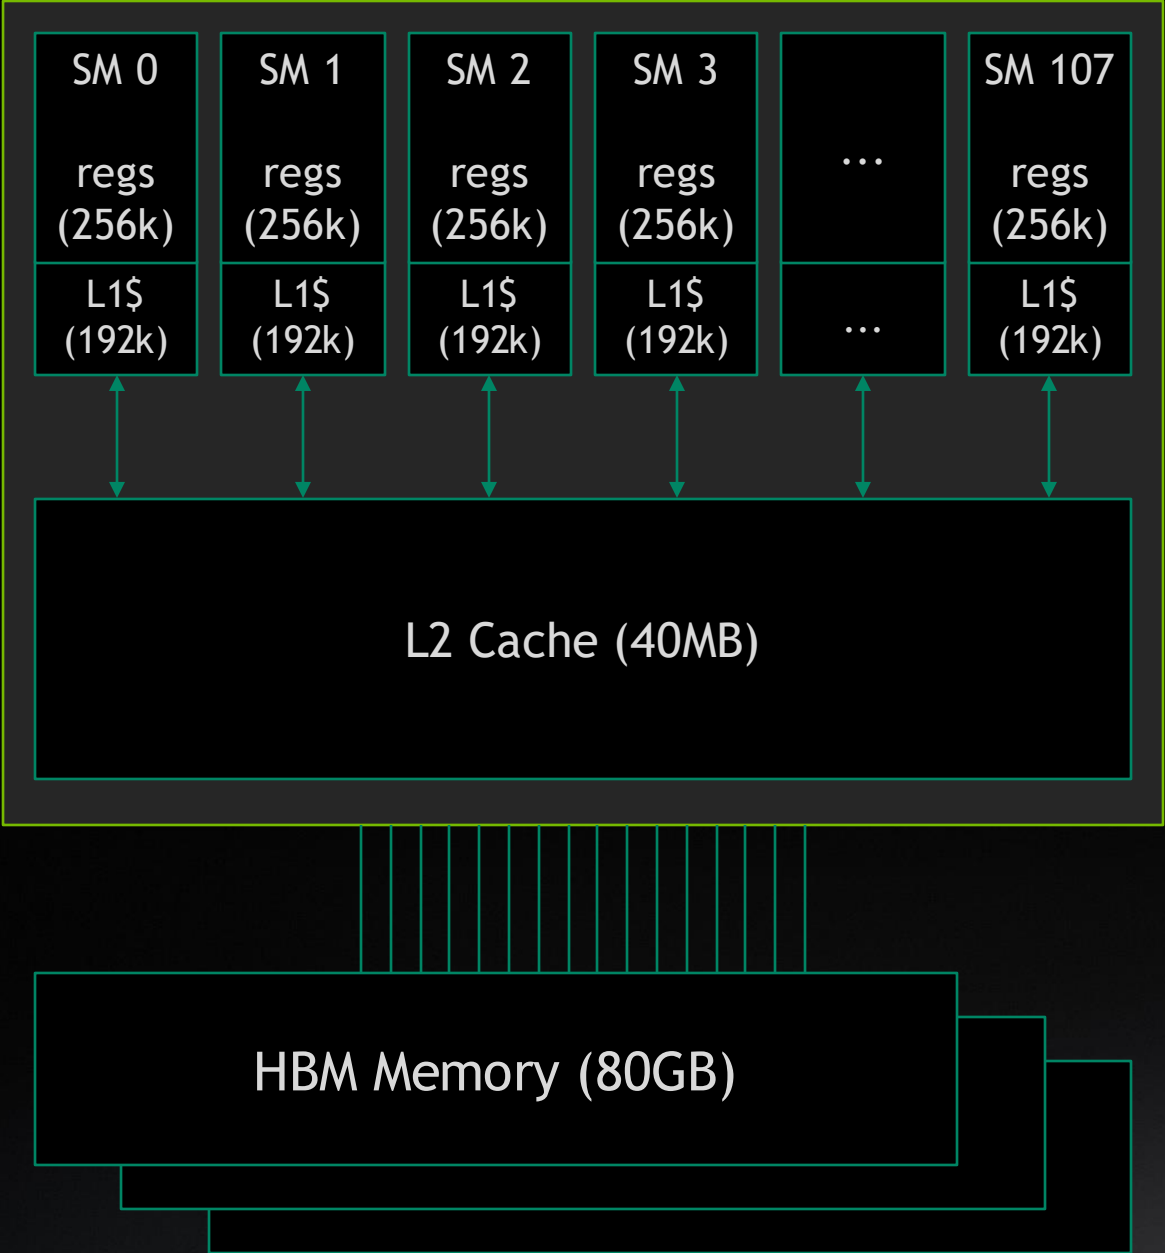 SM 0
regs
(256k)
L1$
(192k)
SM 1
regs
(256k)
L1$
(192k)
SM 2
regs
(256k)
L1$
(192k)
SM 3
regs
(256k)
L1$
(192k)
...
...
SM 107
regs
(256k)
L1$
(192k)
L2 Cache (40MB)
HBM Memory (80GB)